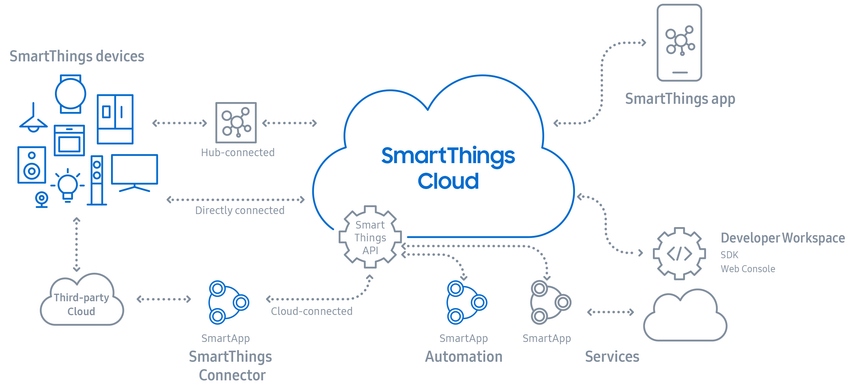 SmartThings devices
SmartThings app
Hub-connected
SmartThings
Cloud
Directly connected
Smart
Things
API
Developer Workspace
SDK
Web Console
Third-party
Cloud
Cloud-connected
SmartApp
SmartThings
Connector
SmartApp
Automation
SmartApp
Services